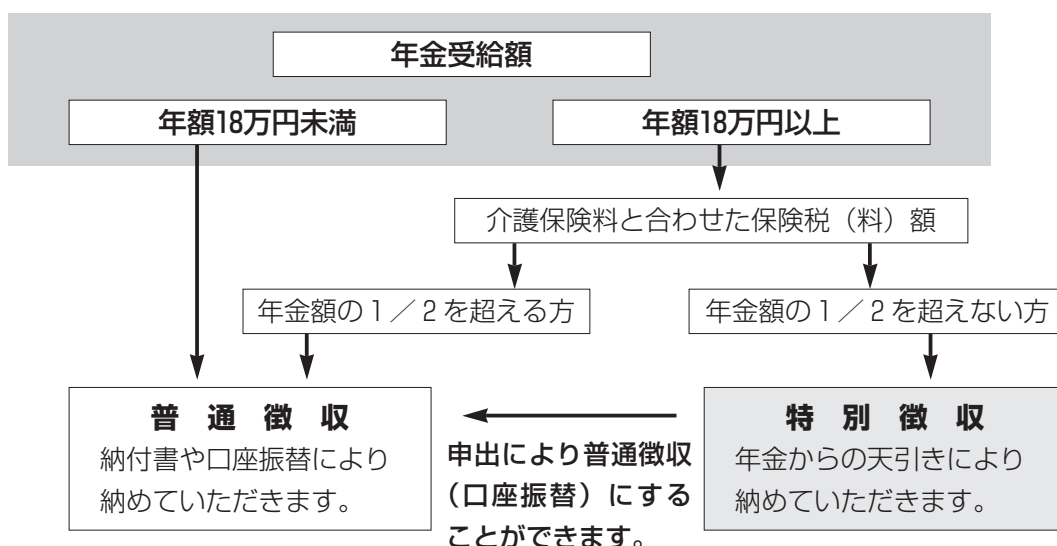 年金受給額
年額18万円未満
年額18万円以上
介護保険料と合わせた保険税（料）額
年金額の１／２を超える方
年金額の１／２を超えない方
普 通 徴 収
納付書や口座振替により
納めていただきます。
申出により普通徴収
（口座振替）にする
ことができます。
特 別 徴 収
年金からの天引きにより
納めていただきます。